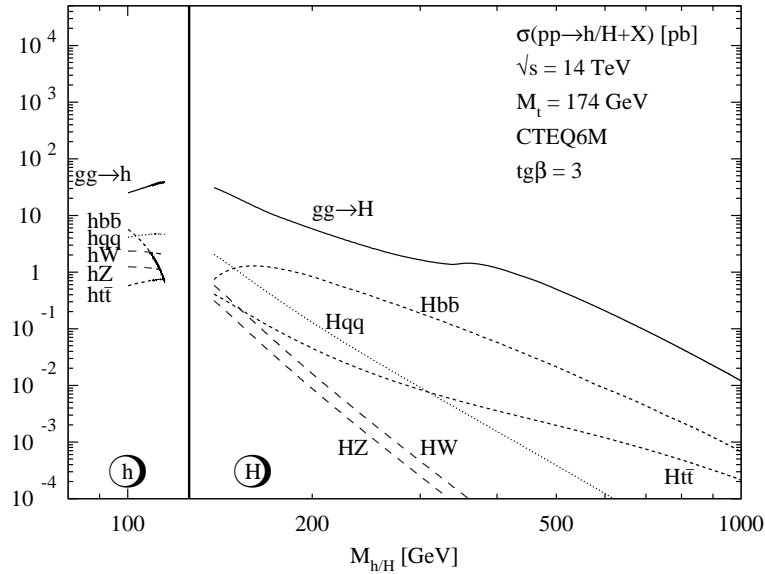 σ(pp→h/H+X) [pb]
√s = 14 TeV
M_t = 174 GeV
CTEQ6M
tgβ = 3
10^4
10^3
10^2
10
1
10^-1
10^-2
10^-3
10^-4
gg→h
hbb̄
hqq
hW
hZ
htt̄
gg→H
Hbb̄
Hqq
HZ
HW
Htt̄
h
H
100
200
500
1000
M_h/H [GeV]